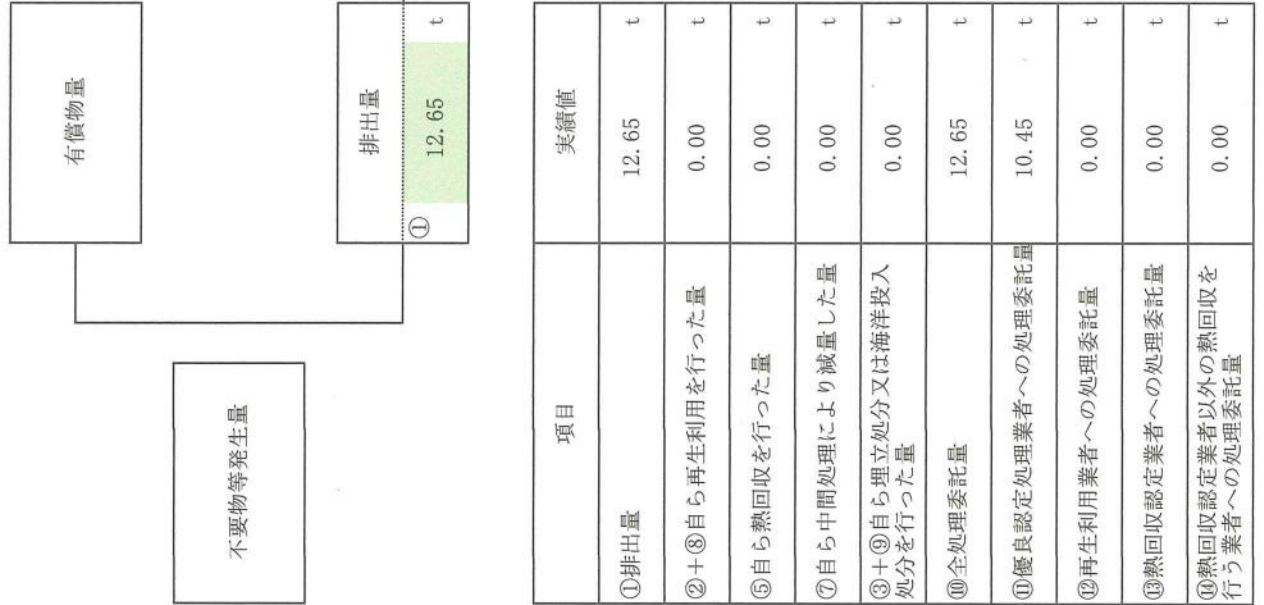 有償物量
不要物等発生量
排出量
① 12.65 t
項目 実績値
①排出量 12.65 t
②+⑧自ら再生利用を行った量 0.00 t
⑤自ら熱回収を行った量 0.00 t
⑦自ら中間処理により減量した量 0.00 t
③+⑨自ら埋立処分又は海洋投入
処分を行った量 0.00 t
⑩全処理委託量 12.65 t
⑪優良認定処理業者への処理委託量 10.45 t
⑫再生利用業者への処理委託量 0.00 t
⑬熱回収認定業者への処理委託量 0.00 t
⑭熱回収認定業者以外の熱回収を
行う業者への処理委託量 0.00 t